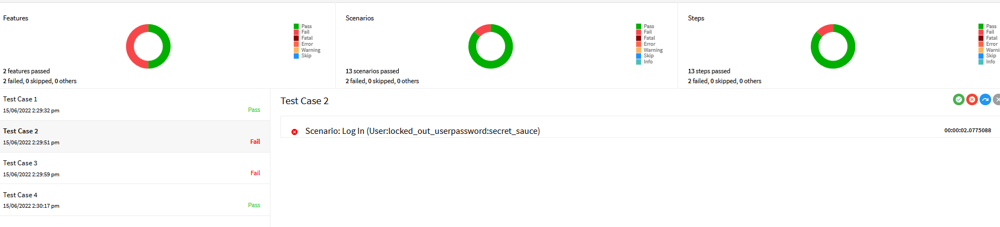 Features
Pass
Fail
Fatal
Error
Warning
Skip
2 features passed
2 failed, 0 skipped, 0 others
Scenarios
Pass
Fail
Fatal
Error
Warning
Skip
Info
13 scenarios passed
2 failed, 0 skipped, 0 others
Steps
Pass
Fail
Fatal
Error
Warni
Skip
Info
13 steps passed
2 failed, 0 skipped, 0 others
Test Case 1
15/06/2022 2:29:32 pm
Pass
Test Case 2
15/06/2022 2:29:51 pm
Fail
Test Case 3
15/06/2022 2:29:59 pm
Fail
Test Case 4
15/06/2022 2:30:17 pm
Pass
Test Case 2
Scenario: Log In (User:locked_out_userpassword:secret_sauce)
00:00:02.0775088